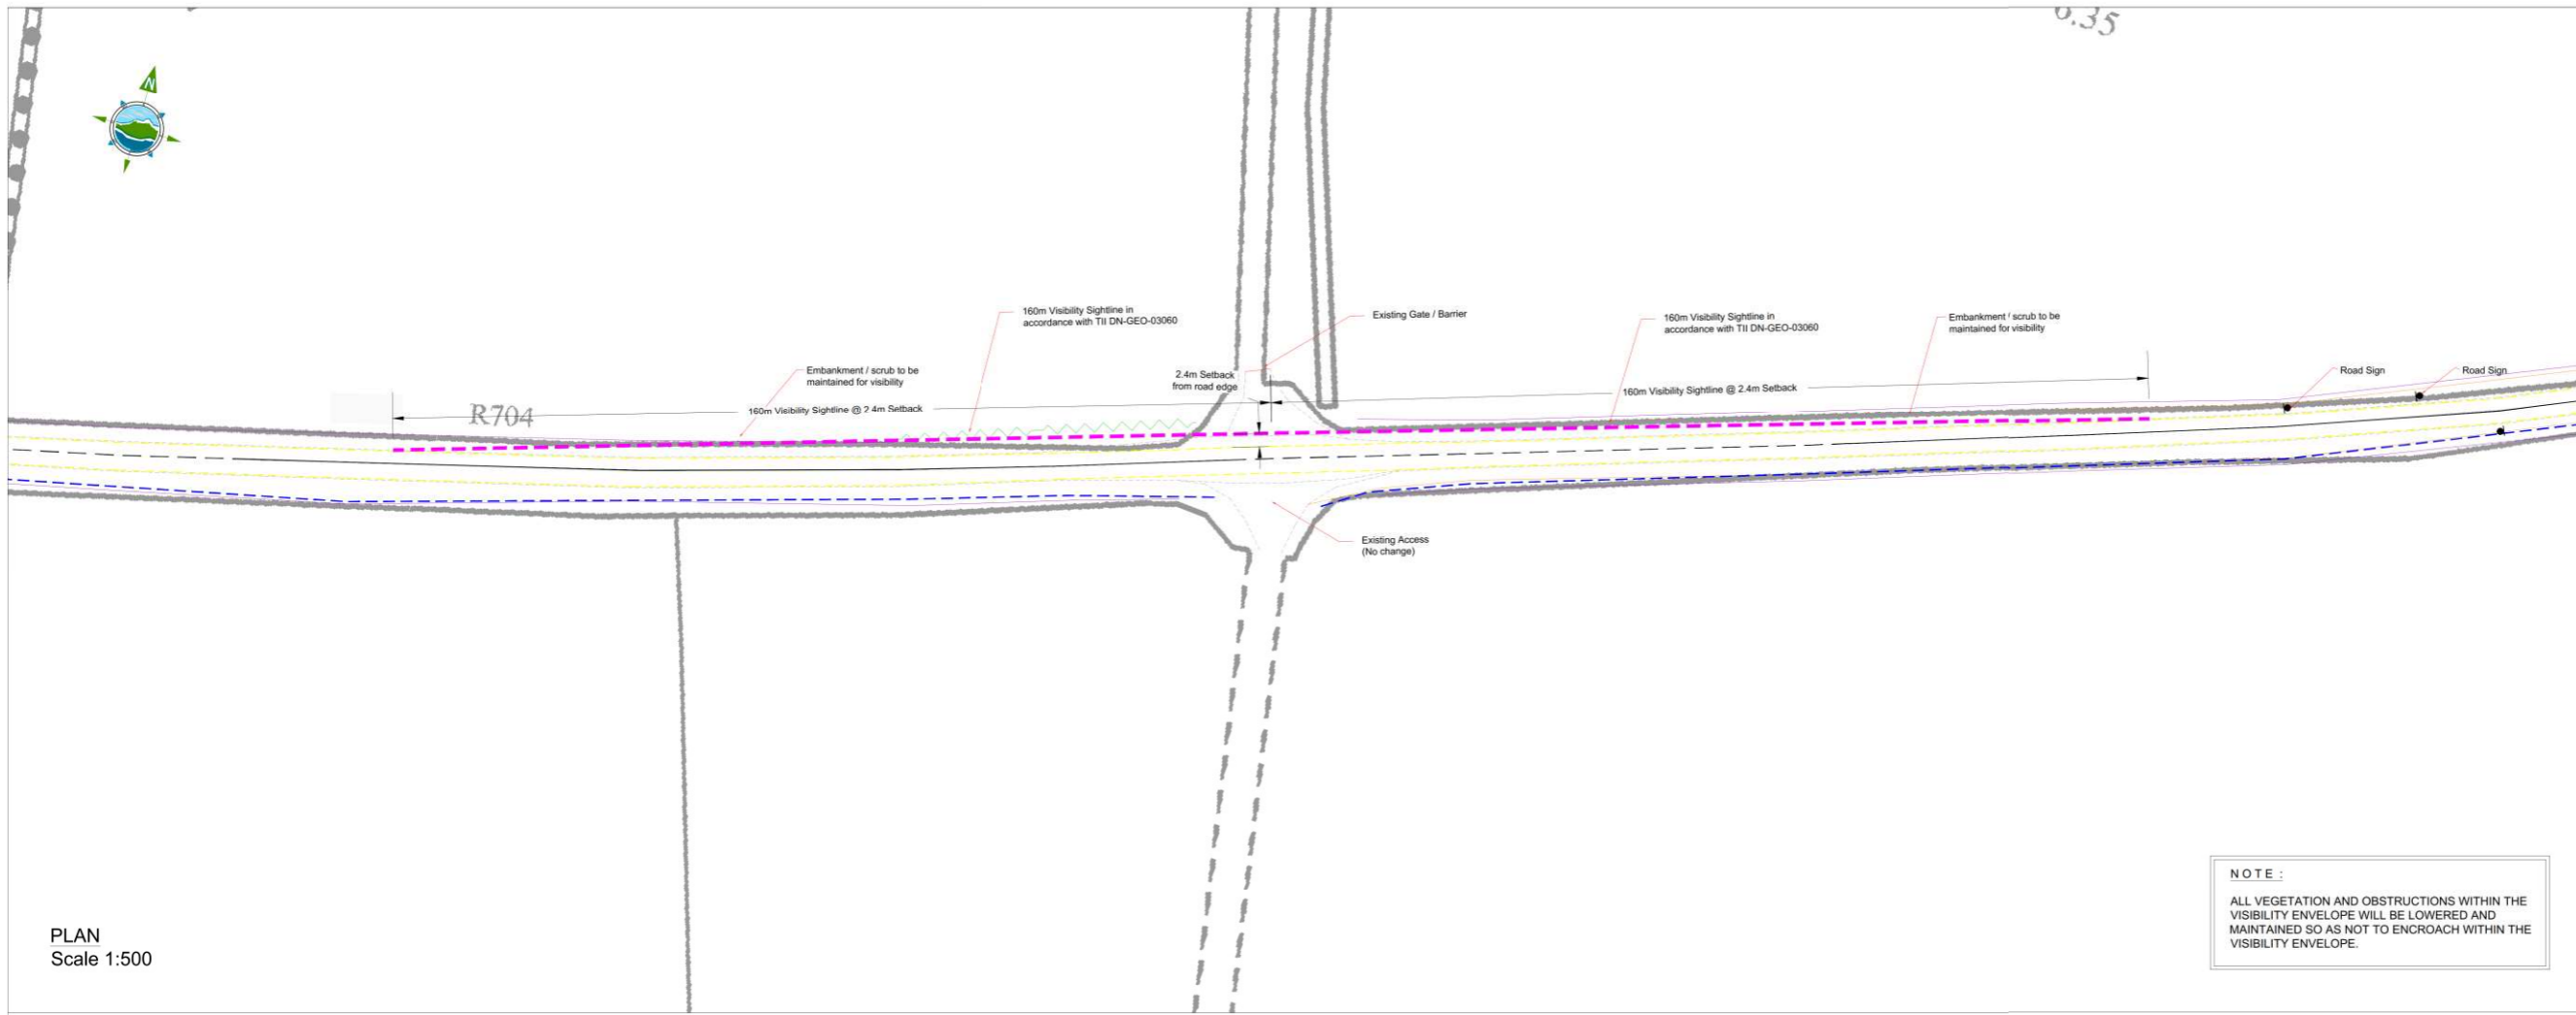 6.35
N
160m Visibility Sightline in
accordance with TII DN-GEO-03060
Existing Gate / Barrier
160m Visibility Sightline in
accordance with TII DN-GEO-03060
Embankment / scrub to be
maintained for visibility
Embankment / scrub to be
maintained for visibility
2.4m Setback
from road edge
Road Sign
Road Sign
160m Visibility Sightline @ 2.4m Setback
160m Visibility Sightline @ 2.4m Setback
R704
Existing Access
(No change)
NOTE :
ALL VEGETATION AND OBSTRUCTIONS WITHIN THE
VISIBILITY ENVELOPE WILL BE LOWERED AND
MAINTAINED SO AS NOT TO ENCROACH WITHIN THE
VISIBILITY ENVELOPE.
PLAN
Scale 1:500